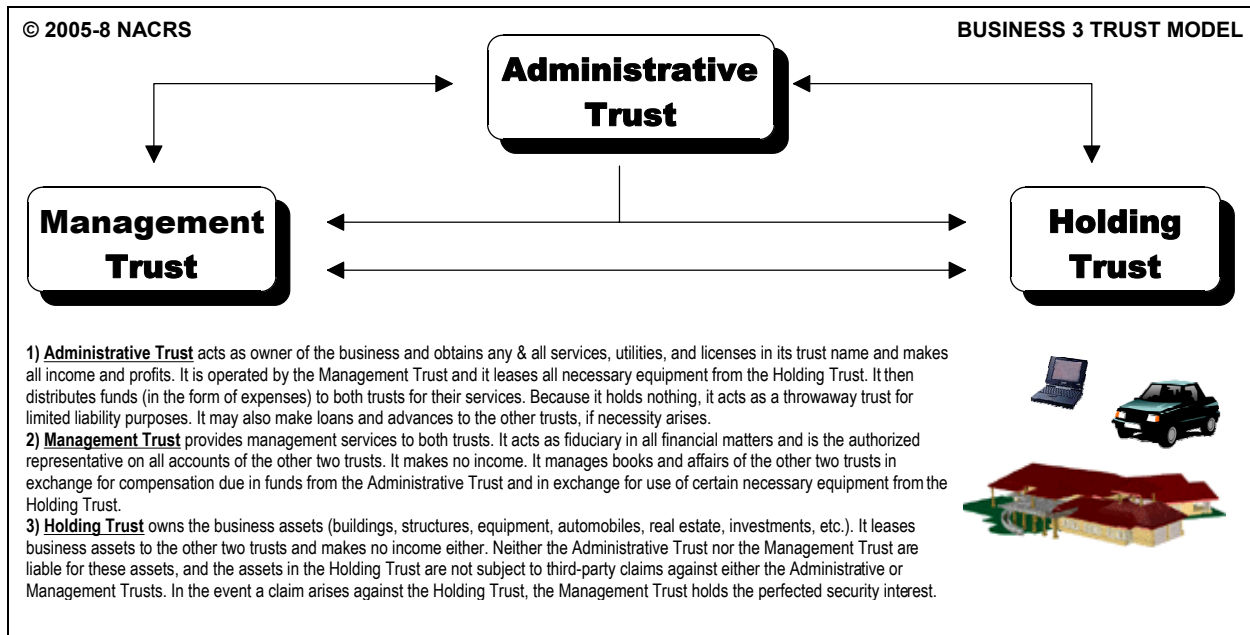 © 2005-8 NACRS
BUSINESS 3 TRUST MODEL
Administrative
Trust
Management
Trust
Holding
Trust
1) Administrative Trust acts as owner of the business and obtains any & all services, utilities, and licenses in its trust name and makes
all income and profits. It is operated by the Management Trust and it leases all necessary equipment from the Holding Trust. It then
distributes funds (in the form of expenses) to both trusts for their services. Because it holds nothing, it acts as a throwaway trust for
limited liability purposes. It may also make loans and advances to the other trusts, if necessity arises.
2) Management Trust provides management services to both trusts. It acts as fiduciary in all financial matters and is the authorized
representative on all accounts of the other two trusts. It makes no income. It manages books and affairs of the other two trusts in
exchange for compensation due in funds from the Administrative Trust and in exchange for use of certain necessary equipment from the
Holding Trust.
3) Holding Trust owns the business assets (buildings, structures, equipment, automobiles, real estate, investments, etc.). It leases
business assets to the other two trusts and makes no income either. Neither the Administrative Trust nor the Management Trust are
liable for these assets, and the assets in the Holding Trust are not subject to third-party claims against either the Administrative or
Management Trusts. In the event a claim arises against the Holding Trust, the Management Trust holds the perfected security interest.